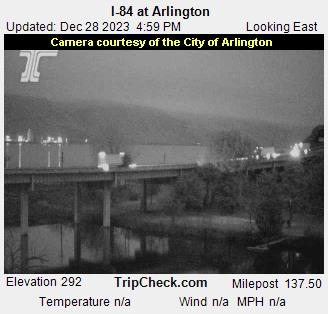 I-84 at Arlington
Updated: Dec 28 2023 4:59 PM Looking East
Camera courtesy of the City of Arlington
Elevation 292 TripCheck.com Milepost 137.50
Temperature n/a Wind n/a MPH n/a